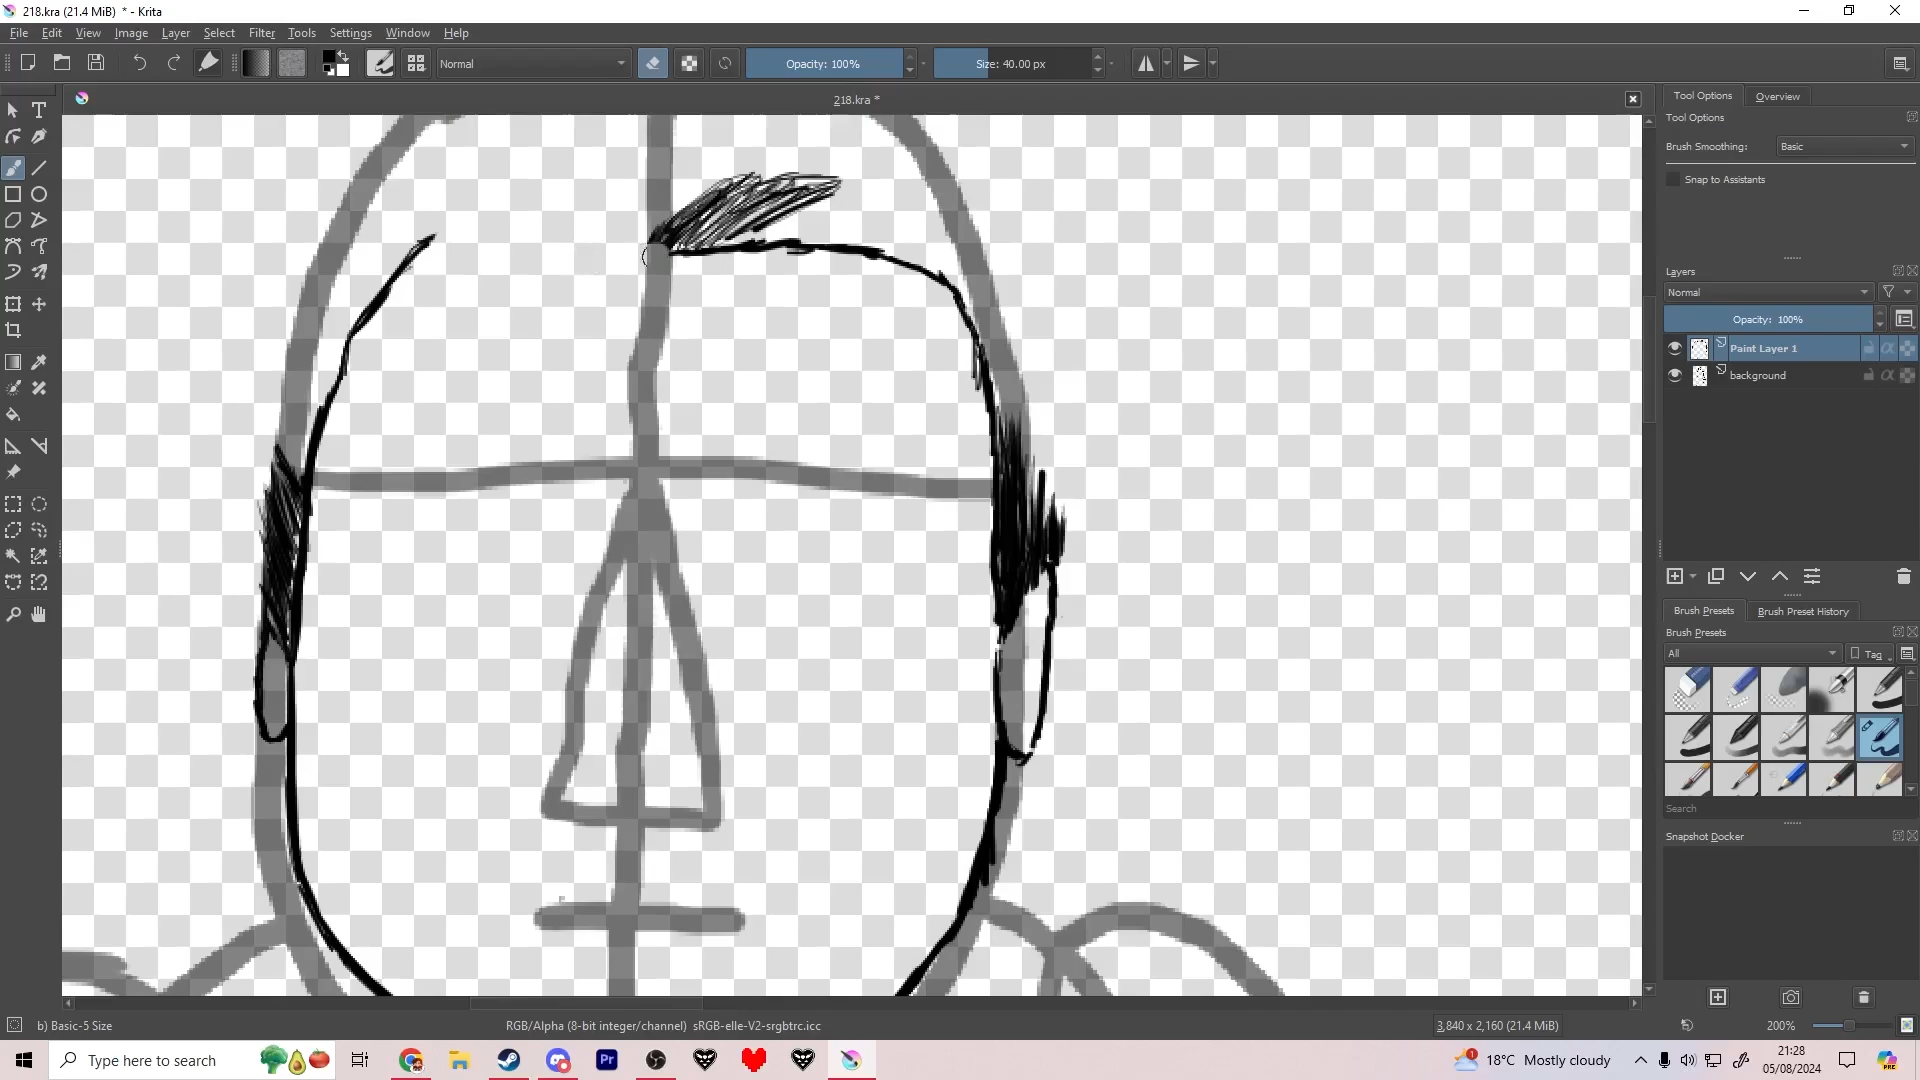 218.kra (21.4 MiB) * - Krita
File Edit View Image Layer Select Filter Tools Settings Window Help
Normal Opacity: 100% Size: 40.00 px
218.kra *
Tool Options Overview
Tool Options
Brush Smoothing: Basic
Snap to Assistants
Layers
Normal
Opacity: 100%
Paint Layer 1
background
Brush Presets Brush Preset History
Brush Presets
All Tag
Search
Snapshot Docker
b) Basic-5 Size RGB/Alpha (8-bit integer/channel) sRGB-elle-V2-srgbtrc.icc 3,840 x 2,160 (21.4 MiB) 200%
Type here to search Pr 1 18°C Mostly cloudy 21:28
05/08/2024
PRE